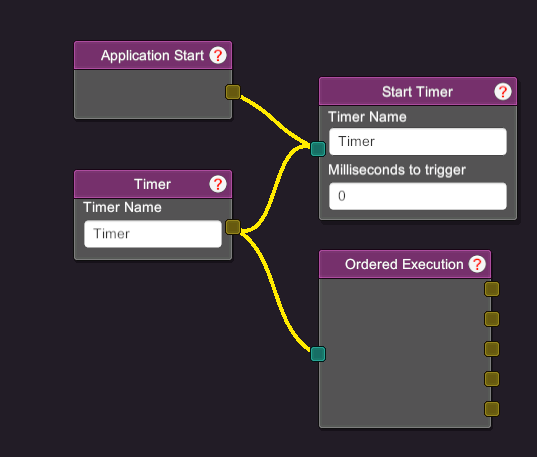 Application Start ?
Start Timer ?
Timer Name
Timer
Milliseconds to trigger
0
Timer ?
Timer Name
Timer
Ordered Execution ?